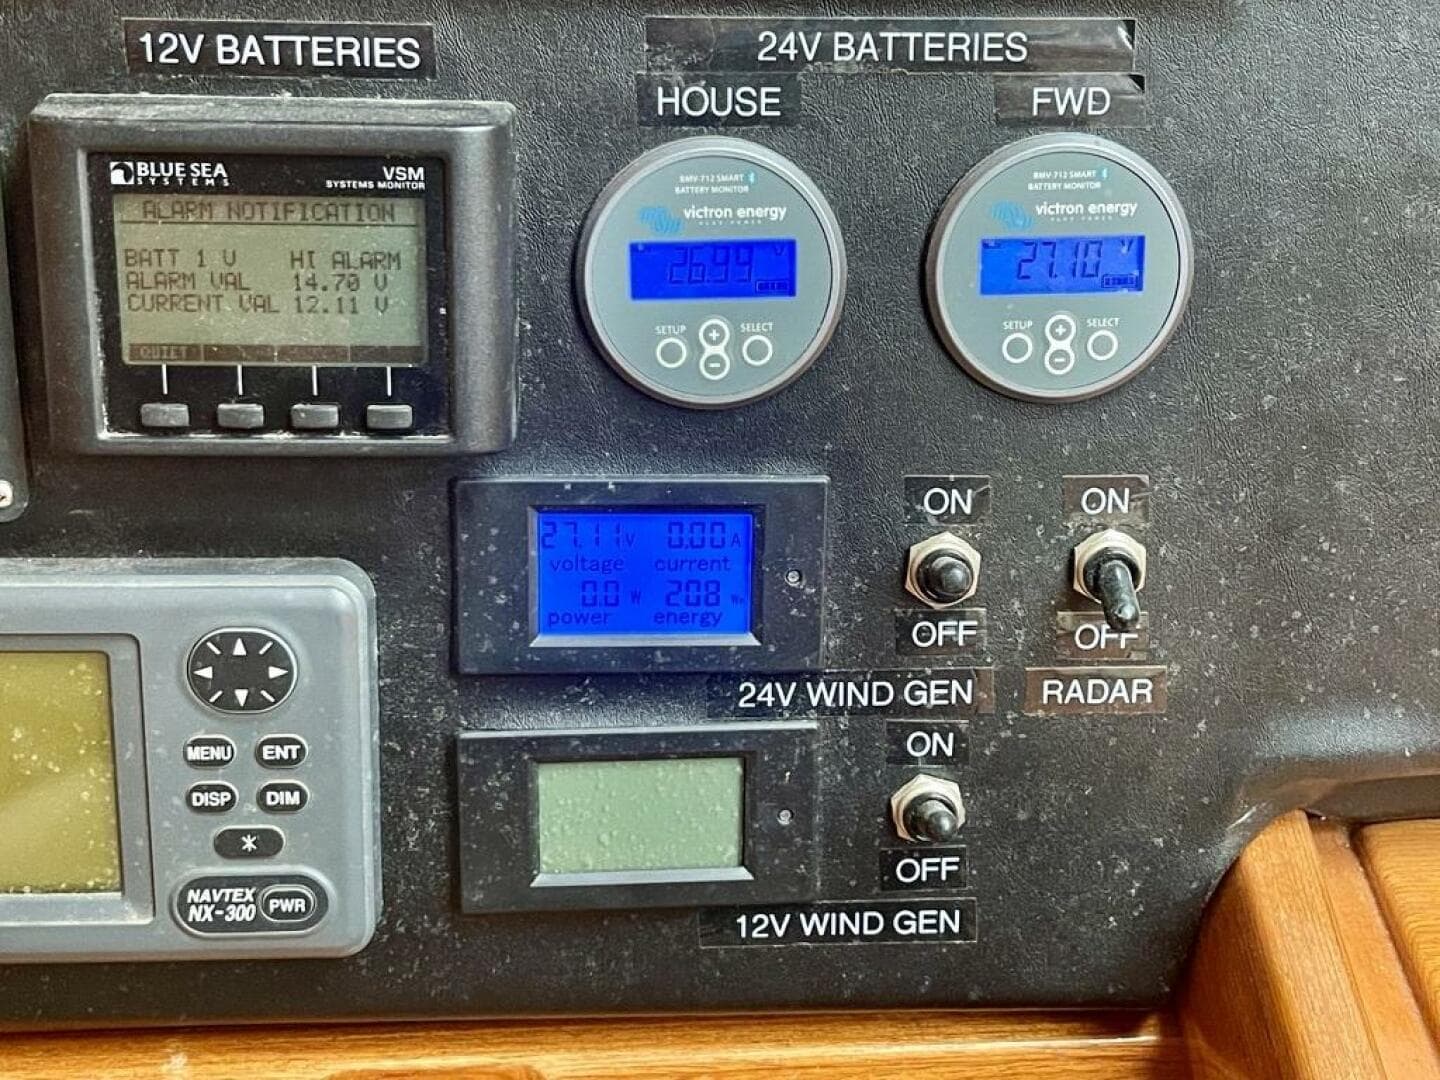 12V BATTERIES
24V BATTERIES
HOUSE
FWD
BLUE SEA
SYSTEMS
VSM
SYSTEMS MONITOR
ALARM NOTIFICATION
BATT 1 V HI ALARM
ALARM VAL 14.70 V
CURRENT VAL 12.11 V
QUIET
BMV-712 SMART
BATTERY MONITOR
victron energy
26.99 V
SETUP + SELECT
-
BMV-712 SMART
BATTERY MONITOR
victron energy
27.10 V
SETUP + SELECT
-
27.11V 0.00A
voltage current
0.0 W 208 Wh
power energy
ON
OFF
24V WIND GEN
ON
OFF
RADAR
ON
OFF
12V WIND GEN
MENU ENT
DISP DIM
*
NAVTEX
NX-300
PWR